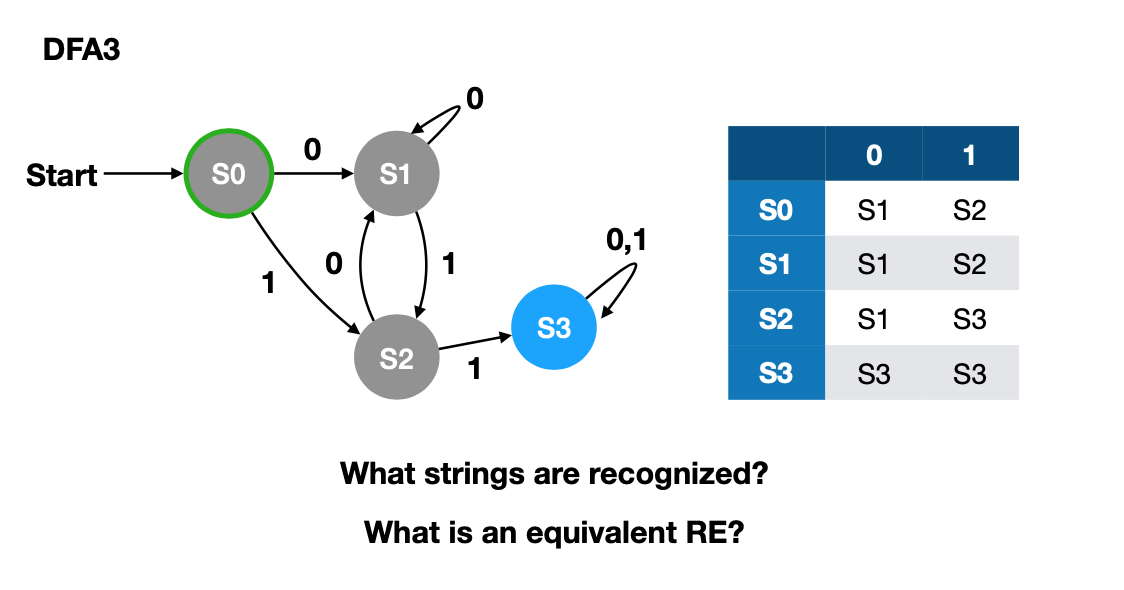 DFA3
0
0
Start
S0
S1
1
0
1
0,1
S3
S2
1
0 1
S0 S1 S2
S1 S1 S2
S2 S1 S3
S3 S3 S3
What strings are recognized?
What is an equivalent RE?